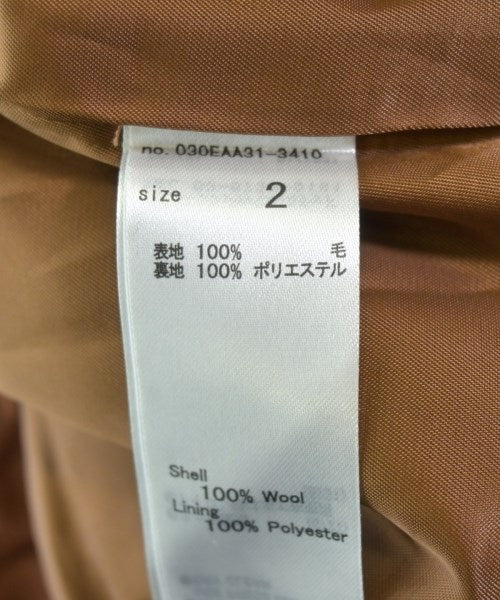 no. 030EAA31-3410
size 2
表地 100% 毛
裏地 100% ポリエステル
Shell
100% Wool
Lining
100% Polyester